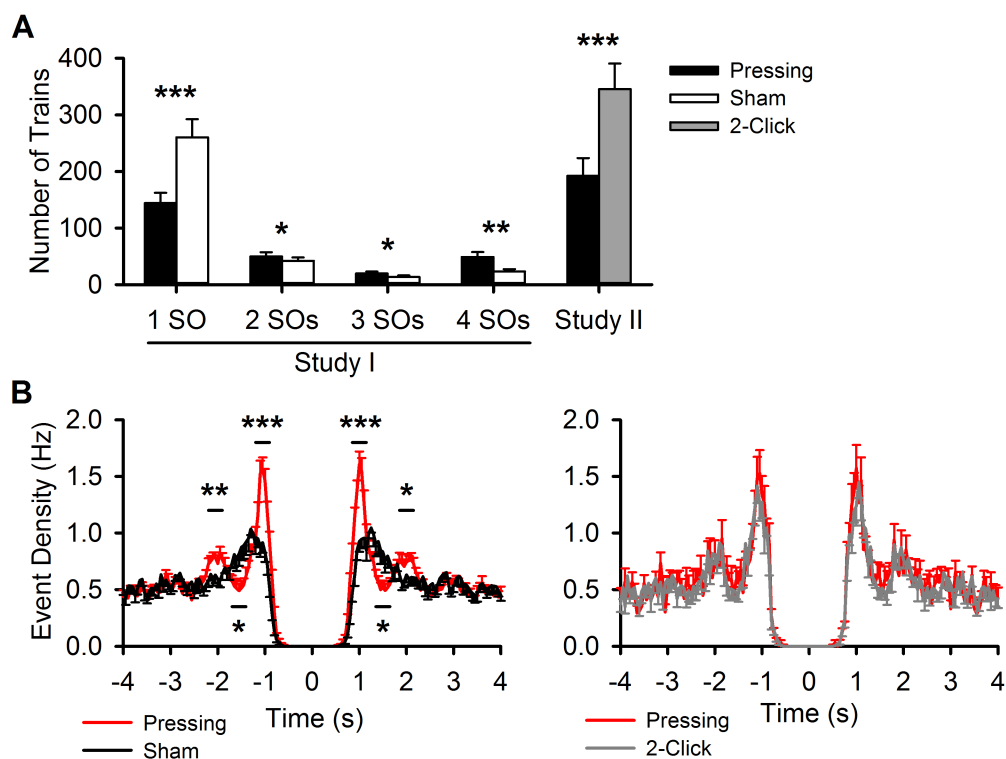 A
Number of Trains
400
300
200
100
0
***
*
*
**
***
Pressing
Sham
2-Click
1 SO
2 SOs
3 SOs
4 SOs
Study II
Study I
B
Event Density (Hz)
2.0
1.5
1.0
0.5
0.0
***
***
**
*
*
*
-4 -3 -2 -1 0 1 2 3 4
Time (s)
Pressing
Sham
2.0
1.5
1.0
0.5
0.0
-4 -3 -2 -1 0 1 2 3 4
Time (s)
Pressing
2-Click